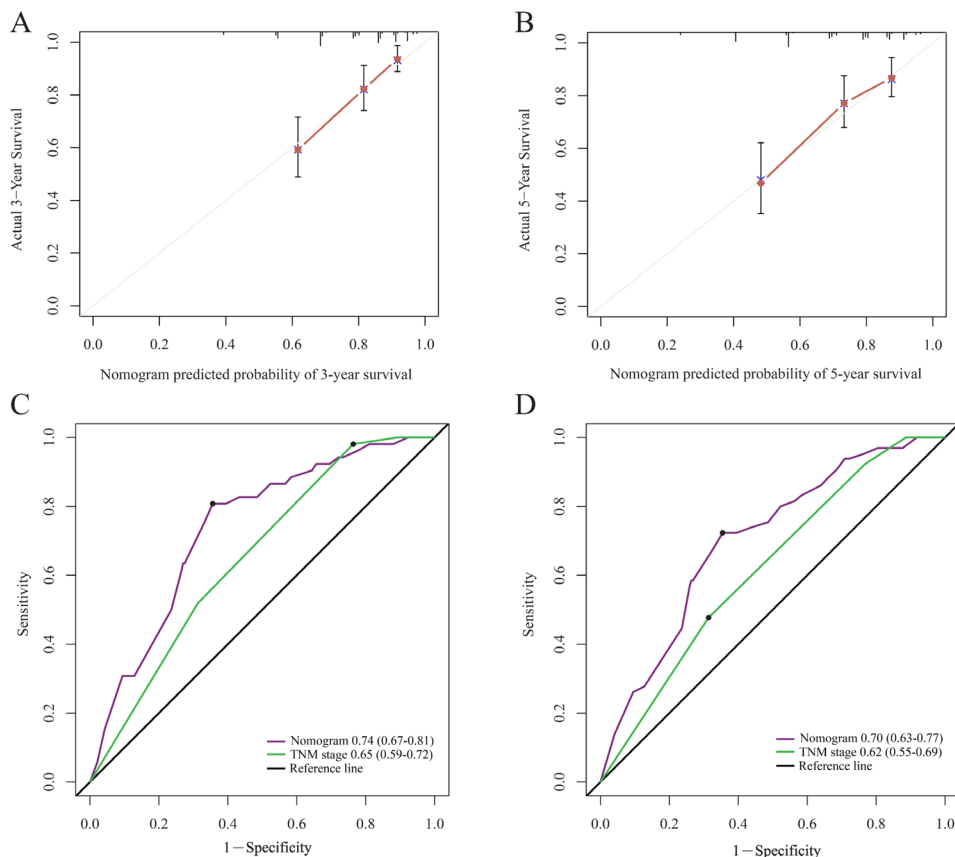 A
Actual 3−Year Survival
1.0
0.8
0.6
0.4
0.2
0.0
0.0 0.2 0.4 0.6 0.8 1.0
Nomogram predicted probability of 3-year survival
B
Actual 5−Year Survival
1.0
0.8
0.6
0.4
0.2
0.0
0.0 0.2 0.4 0.6 0.8 1.0
Nomogram predicted probability of 5-year survival
C
Sensitivity
1.0
0.8
0.6
0.4
0.2
0.0
Nomogram 0.74 (0.67-0.81)
TNM stage 0.65 (0.59-0.72)
Reference line
0.0 0.2 0.4 0.6 0.8 1.0
1−Specificity
D
Sensitivity
1.0
0.8
0.6
0.4
0.2
0.0
Nomogram 0.70 (0.63-0.77)
TNM stage 0.62 (0.55-0.69)
Reference line
0.0 0.2 0.4 0.6 0.8 1.0
1−Specificity